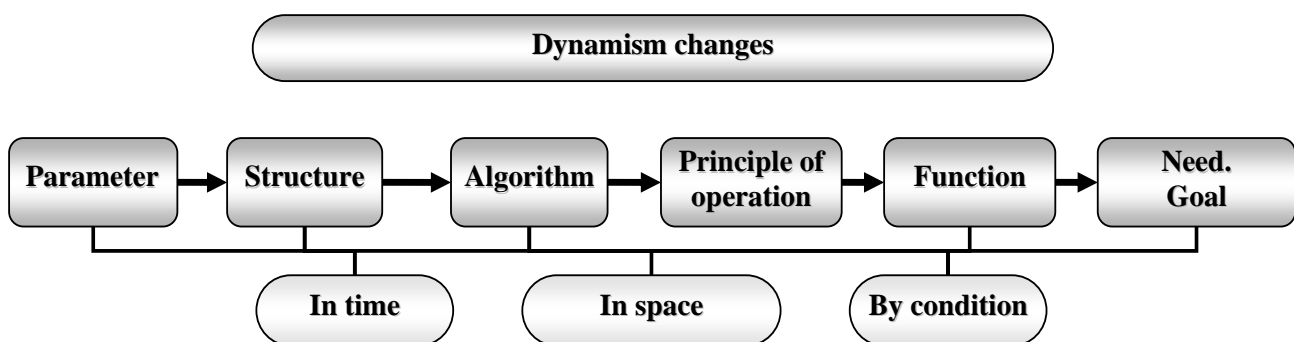 Dynamism changes
Parameter
Structure
Algorithm
Principle of
operation
Function
Need.
Goal
In time
In space
By condition